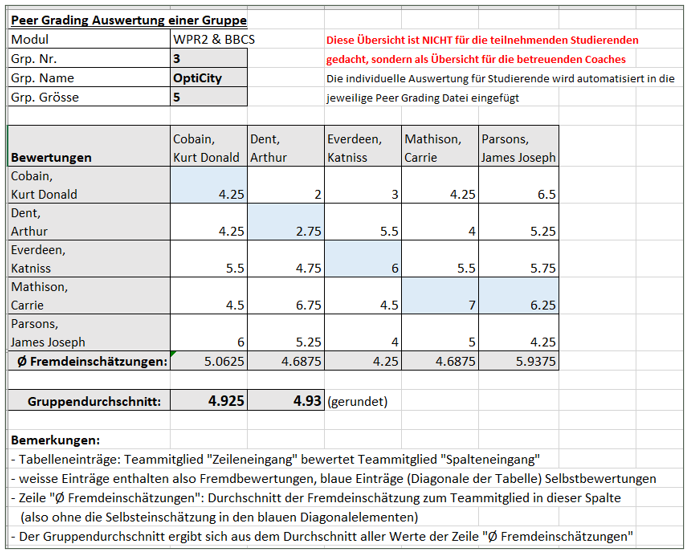 Peer Grading Auswertung einer Gruppe
Modul WPR2 & BBCS Diese Übersicht ist NICHT für die teilnehmenden Studierenden
Grp. Nr. 3 gedacht, sondern als Übersicht für die betreuenden Coaches
Grp. Name OptiCity Die individuelle Auswertung für Studierende wird automatisiert in die
Grp. Grösse 5 jeweilige Peer Grading Datei eingefügt
Cobain, Dent, Everdeen, Mathison, Parsons,
Bewertungen Kurt Donald Arthur Katniss Carrie James Joseph
Cobain,
Kurt Donald 4.25 2 3 4.25 6.5
Dent,
Arthur 4.25 2.75 5.5 4 5.25
Everdeen,
Katniss 5.5 4.75 6 5.5 5.75
Mathison,
Carrie 4.5 6.75 4.5 7 6.25
Parsons,
James Joseph 6 5.25 4 5 4.25
Ø Fremdeinschätzungen: 5.0625 4.6875 4.25 4.6875 5.9375
Gruppendurchschnitt: 4.925 4.93 (gerundet)
Bemerkungen:
- Tabelleneinträge: Teammitglied "Zeileneingang" bewertet Teammitglied "Spalteneingang"
- weisse Einträge enthalten also Fremdbewertungen, blaue Einträge (Diagonale der Tabelle) Selbstbewertungen
- Zeile "Ø Fremdeinschätzungen": Durchschnitt der Fremdeinschätzung zum Teammitglied in dieser Spalte
(also ohne die Selbsteinschätzung in den blauen Diagonalelementen)
- Der Gruppendurchschnitt ergibt sich aus dem Durchschnitt aller Werte der Zeile "Ø Fremdeinschätzungen"